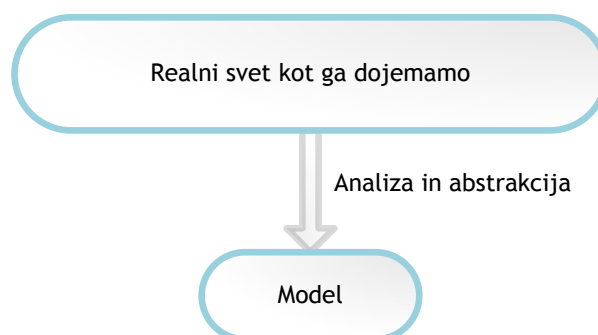 Realni svet kot ga dojemamo
Analiza in abstrakcija
Model